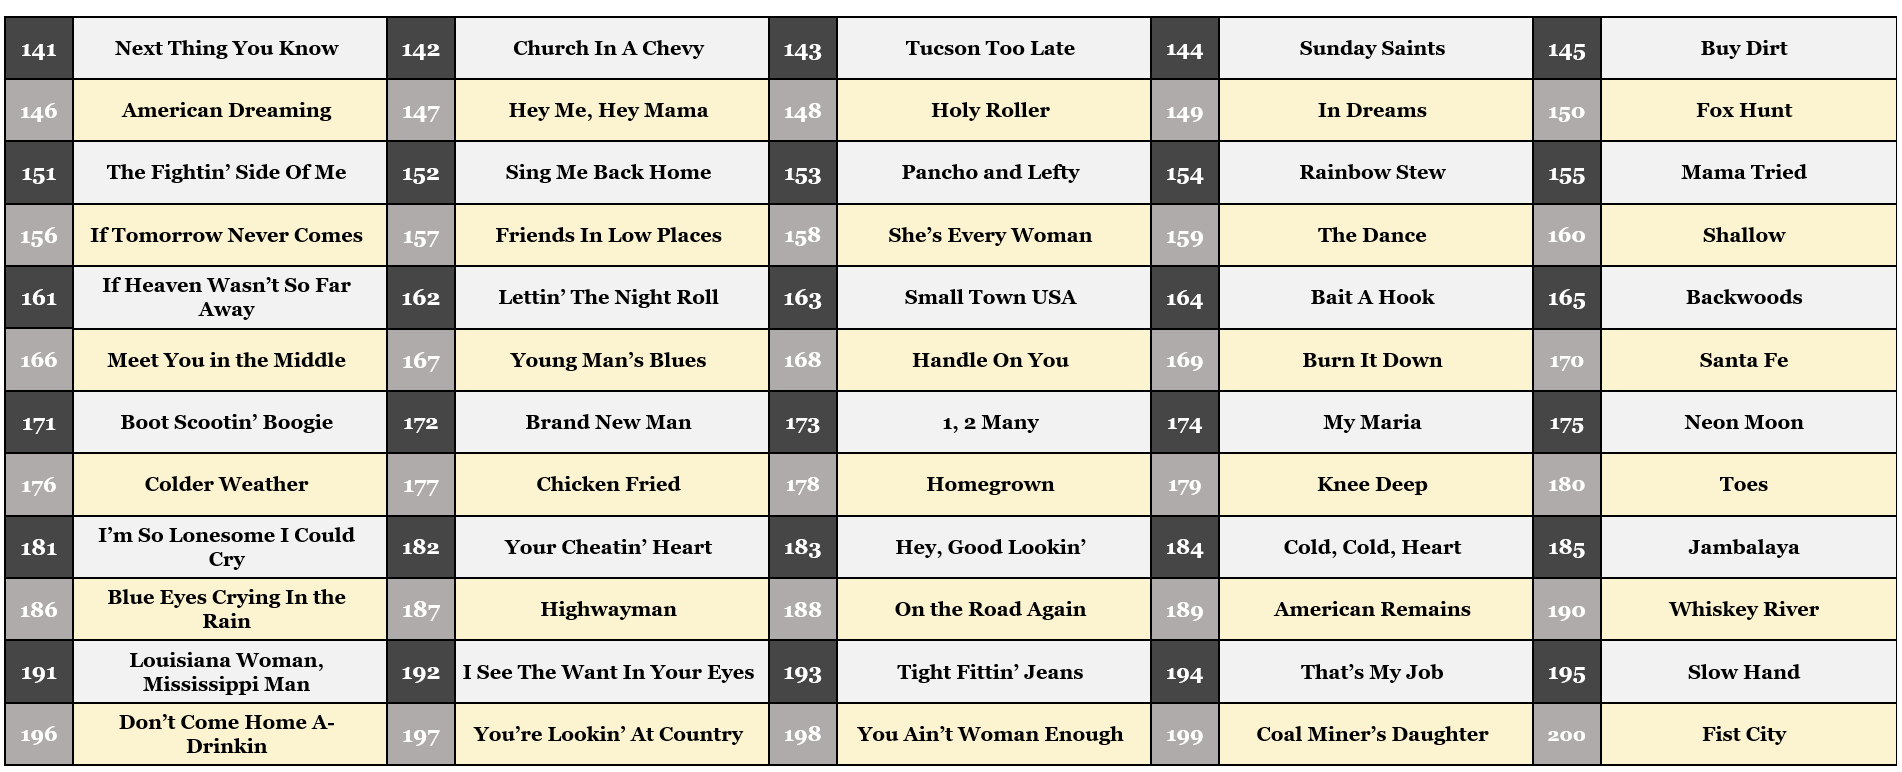 141 Next Thing You Know 142 Church In A Chevy 143 Tucson Too Late 144 Sunday Saints 145 Buy Dirt
146 American Dreaming 147 Hey Me, Hey Mama 148 Holy Roller 149 In Dreams 150 Fox Hunt
151 The Fightin’ Side Of Me 152 Sing Me Back Home 153 Pancho and Lefty 154 Rainbow Stew 155 Mama Tried
156 If Tomorrow Never Comes 157 Friends In Low Places 158 She’s Every Woman 159 The Dance 160 Shallow
161 If Heaven Wasn’t So Far
Away 162 Lettin’ The Night Roll 163 Small Town USA 164 Bait A Hook 165 Backwoods
166 Meet You in the Middle 167 Young Man’s Blues 168 Handle On You 169 Burn It Down 170 Santa Fe
171 Boot Scootin’ Boogie 172 Brand New Man 173 1, 2 Many 174 My Maria 175 Neon Moon
176 Colder Weather 177 Chicken Fried 178 Homegrown 179 Knee Deep 180 Toes
181 I’m So Lonesome I Could
Cry 182 Your Cheatin’ Heart 183 Hey, Good Lookin’ 184 Cold, Cold, Heart 185 Jambalaya
186 Blue Eyes Crying In the
Rain 187 Highwayman 188 On the Road Again 189 American Remains 190 Whiskey River
191 Louisiana Woman,
Mississippi Man 192 I See The Want In Your Eyes 193 Tight Fittin’ Jeans 194 That’s My Job 195 Slow Hand
196 Don’t Come Home A-
Drinkin 197 You’re Lookin’ At Country 198 You Ain’t Woman Enough 199 Coal Miner’s Daughter 200 Fist City